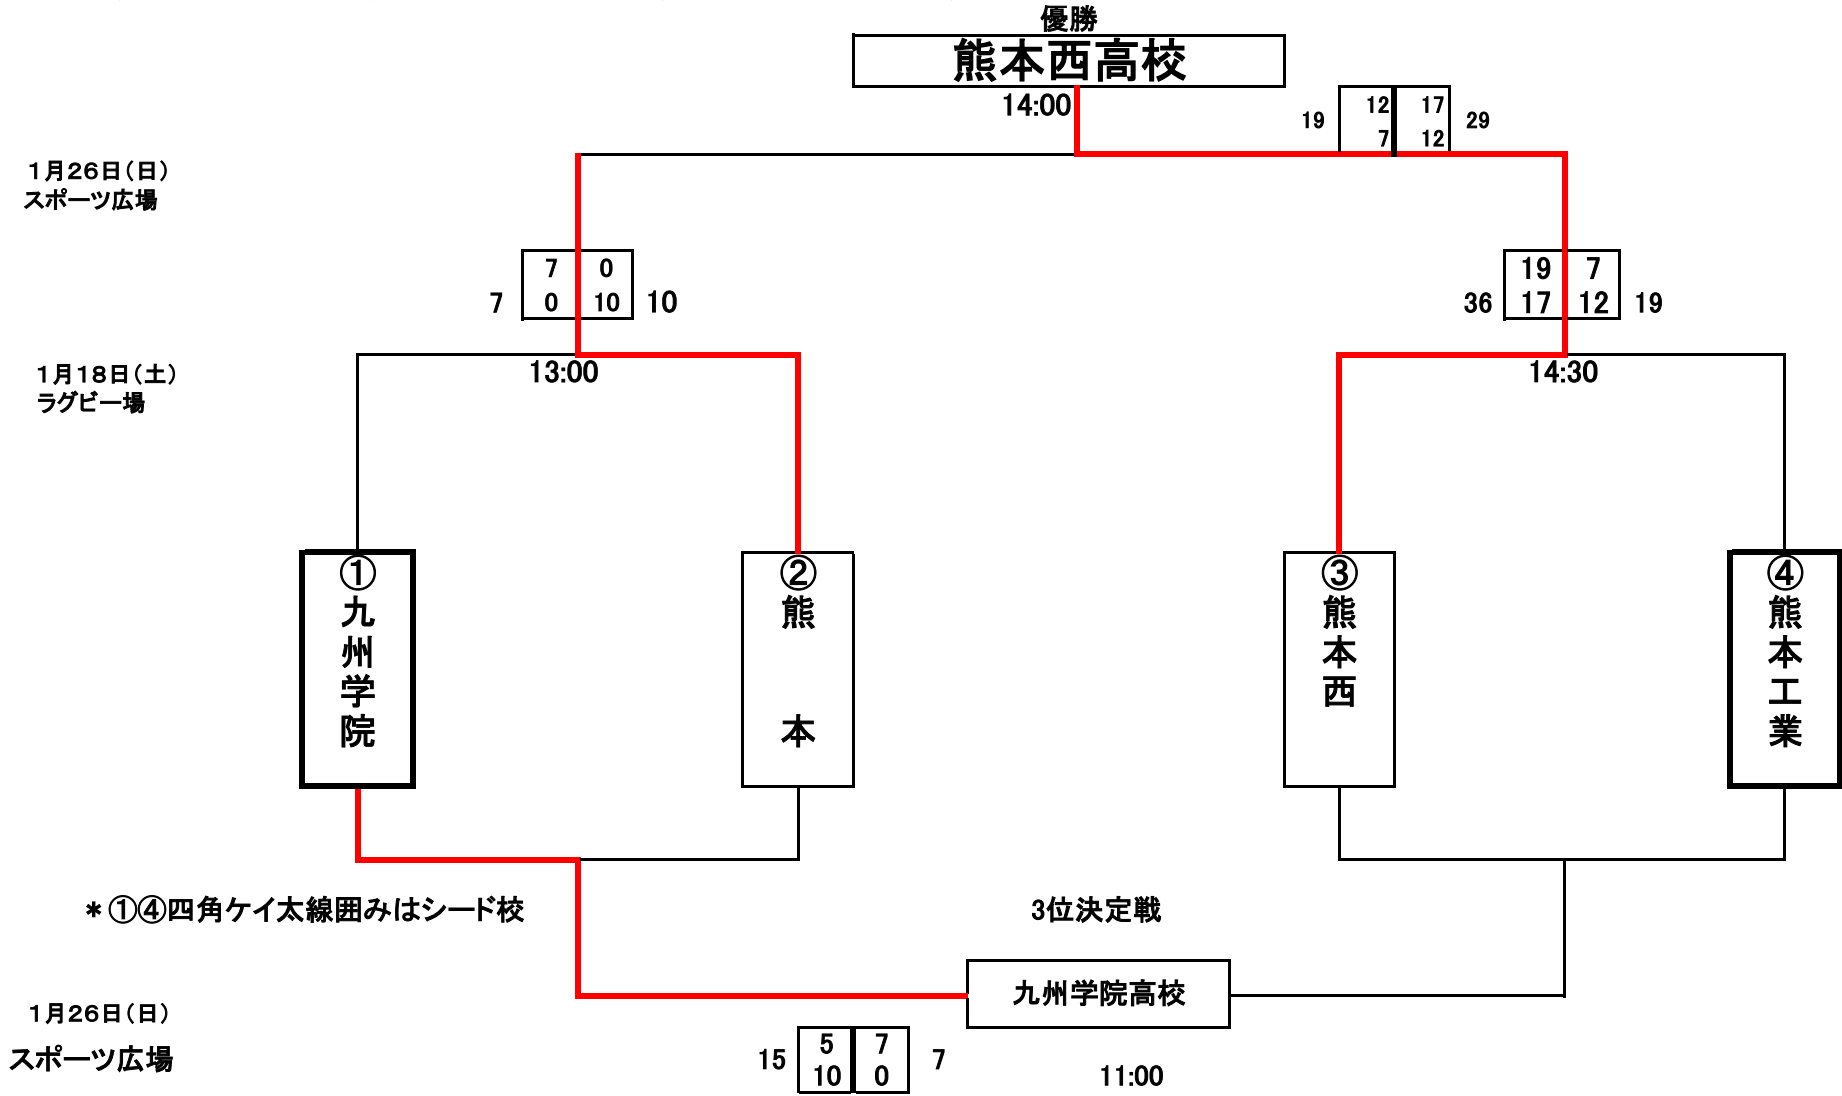 優勝
熊本西高校
14:00
12 17
19 29
7 12
1月26日(日)
スポーツ広場
7 0
7 0 10 10
19 7
36 17 12 19
1月18日(土)
ラグビー場
13:00
14:30
①九州学院
②熊本
③熊本西
④熊本工業
*①④四角ケイ太線囲みはシード校
3位決定戦
九州学院高校
1月26日(日)
スポーツ広場
5 7
15 7
10 0
11:00